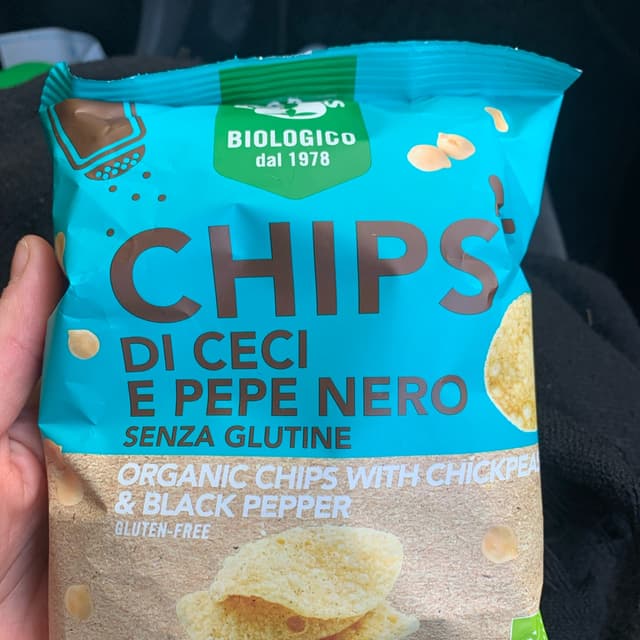 BIOLOGICO
dal 1978
CHIPS
DI CECI
E PEPE NERO
SENZA GLUTINE
ORGANIC CHIPS WITH CHICKPEA
& BLACK PEPPER
GLUTEN-FREE